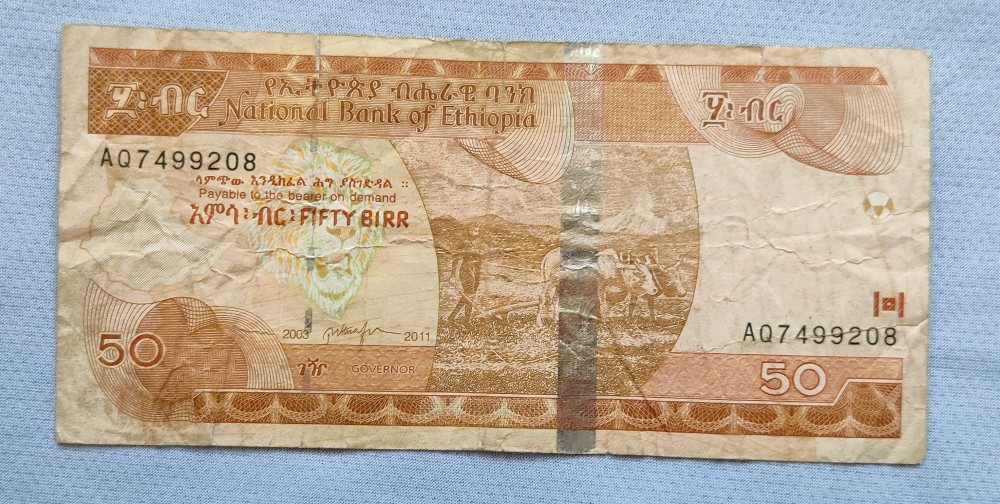 ፶፡ብር
የኢትዮጵያ ብሔራዊ ባንክ
National Bank of Ethiopia
፶፡ብር
AQ7499208
ላምጪው እንዲከፈል ሕግ ያስገድዳል ።
Payable to the bearer on demand
አምሳ፡ብር፡FIFTY BIRR
2003 2011
50
ገዥ GOVERNOR
AQ7499208
50